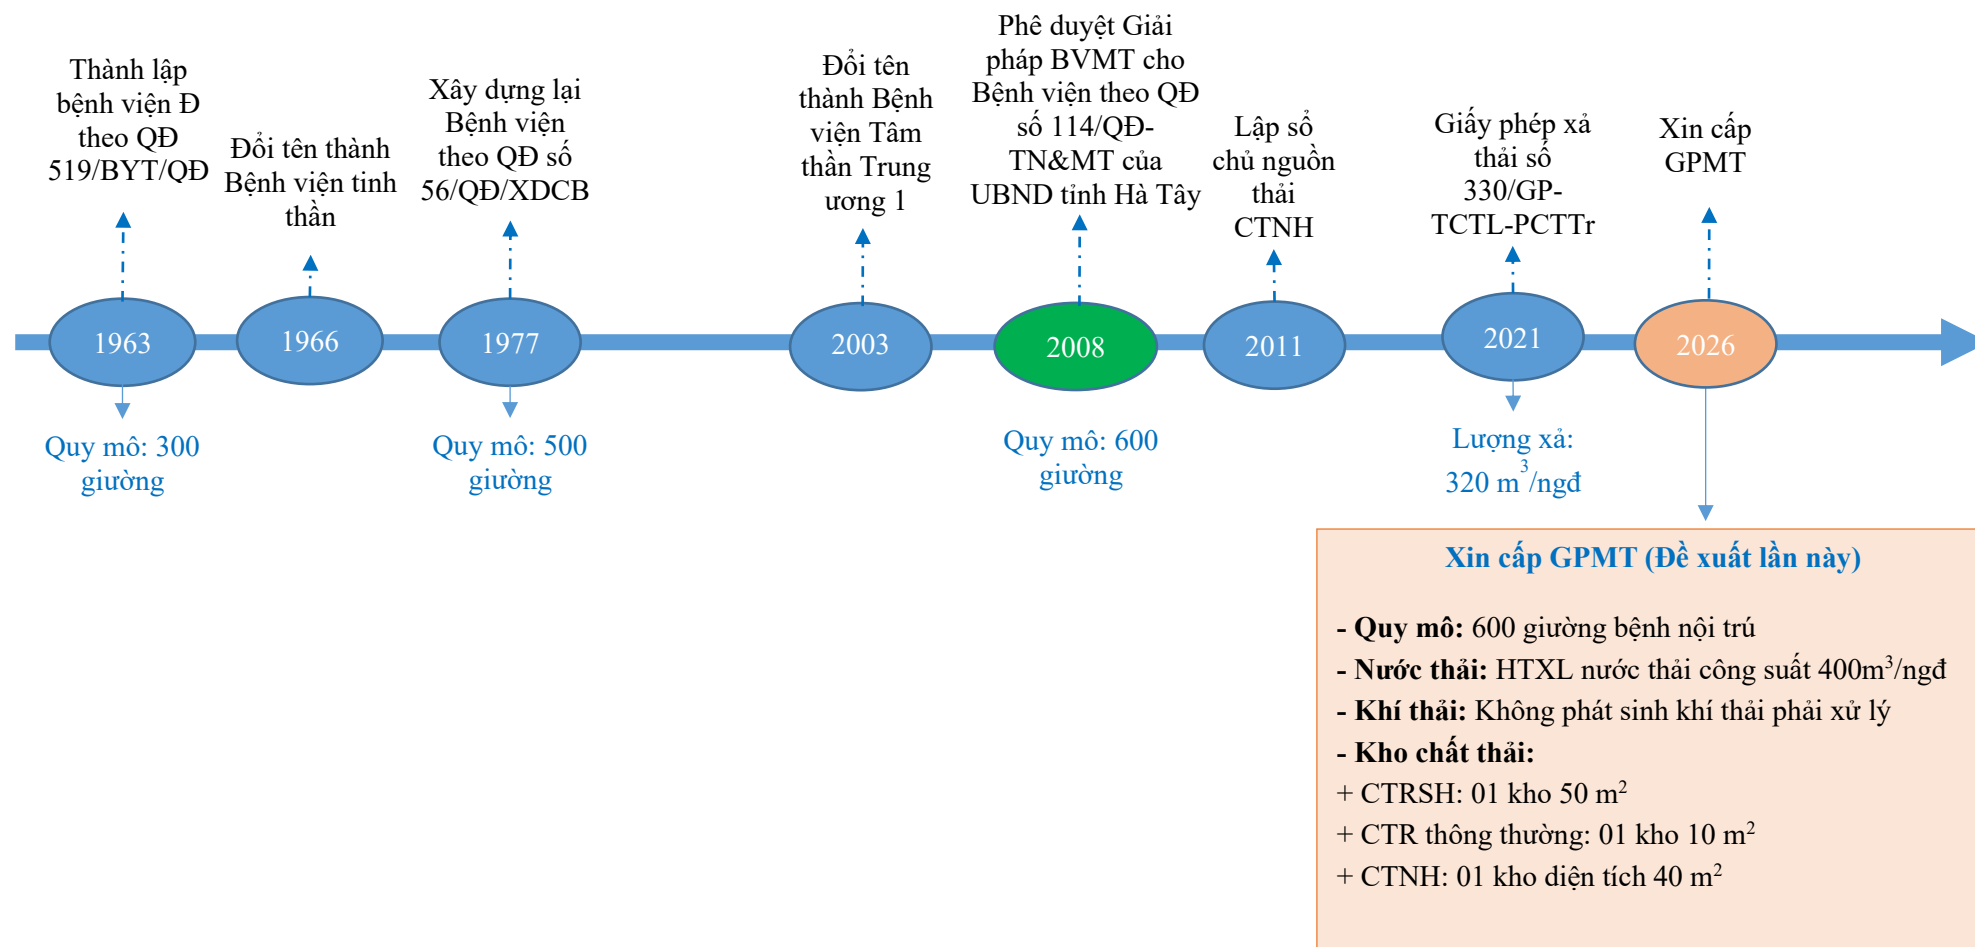 Thành lập
bệnh viện Đ
theo QĐ
519/BYT/QĐ
Đổi tên thành
Bệnh viện tinh
thần
Xây dựng lại
Bệnh viện
theo QĐ số
56/QĐ/XDCB
Đổi tên
thành Bệnh
viện Tâm
thần Trung
ương 1
Phê duyệt Giải
pháp BVMT cho
Bệnh viện theo QĐ
số 114/QĐ-
TN&MT của
UBND tỉnh Hà Tây
Lập sổ
chủ nguồn
thải
CTNH
Giấy phép xả
thải số
330/GP-
TCTL-PCTTr
Xin cấp
GPMT
1963
1966
1977
2003
2008
2011
2021
2026
Quy mô: 300
giường
Quy mô: 500
giường
Quy mô: 600
giường
Lượng xả:
320 m³/ngđ
Xin cấp GPMT (Đề xuất lần này)
- Quy mô: 600 giường bệnh nội trú
- Nước thải: HTXL nước thải công suất 400m³/ngđ
- Khí thải: Không phát sinh khí thải phải xử lý
- Kho chất thải:
+ CTRSH: 01 kho 50 m²
+ CTR thông thường: 01 kho 10 m²
+ CTNH: 01 kho diện tích 40 m²